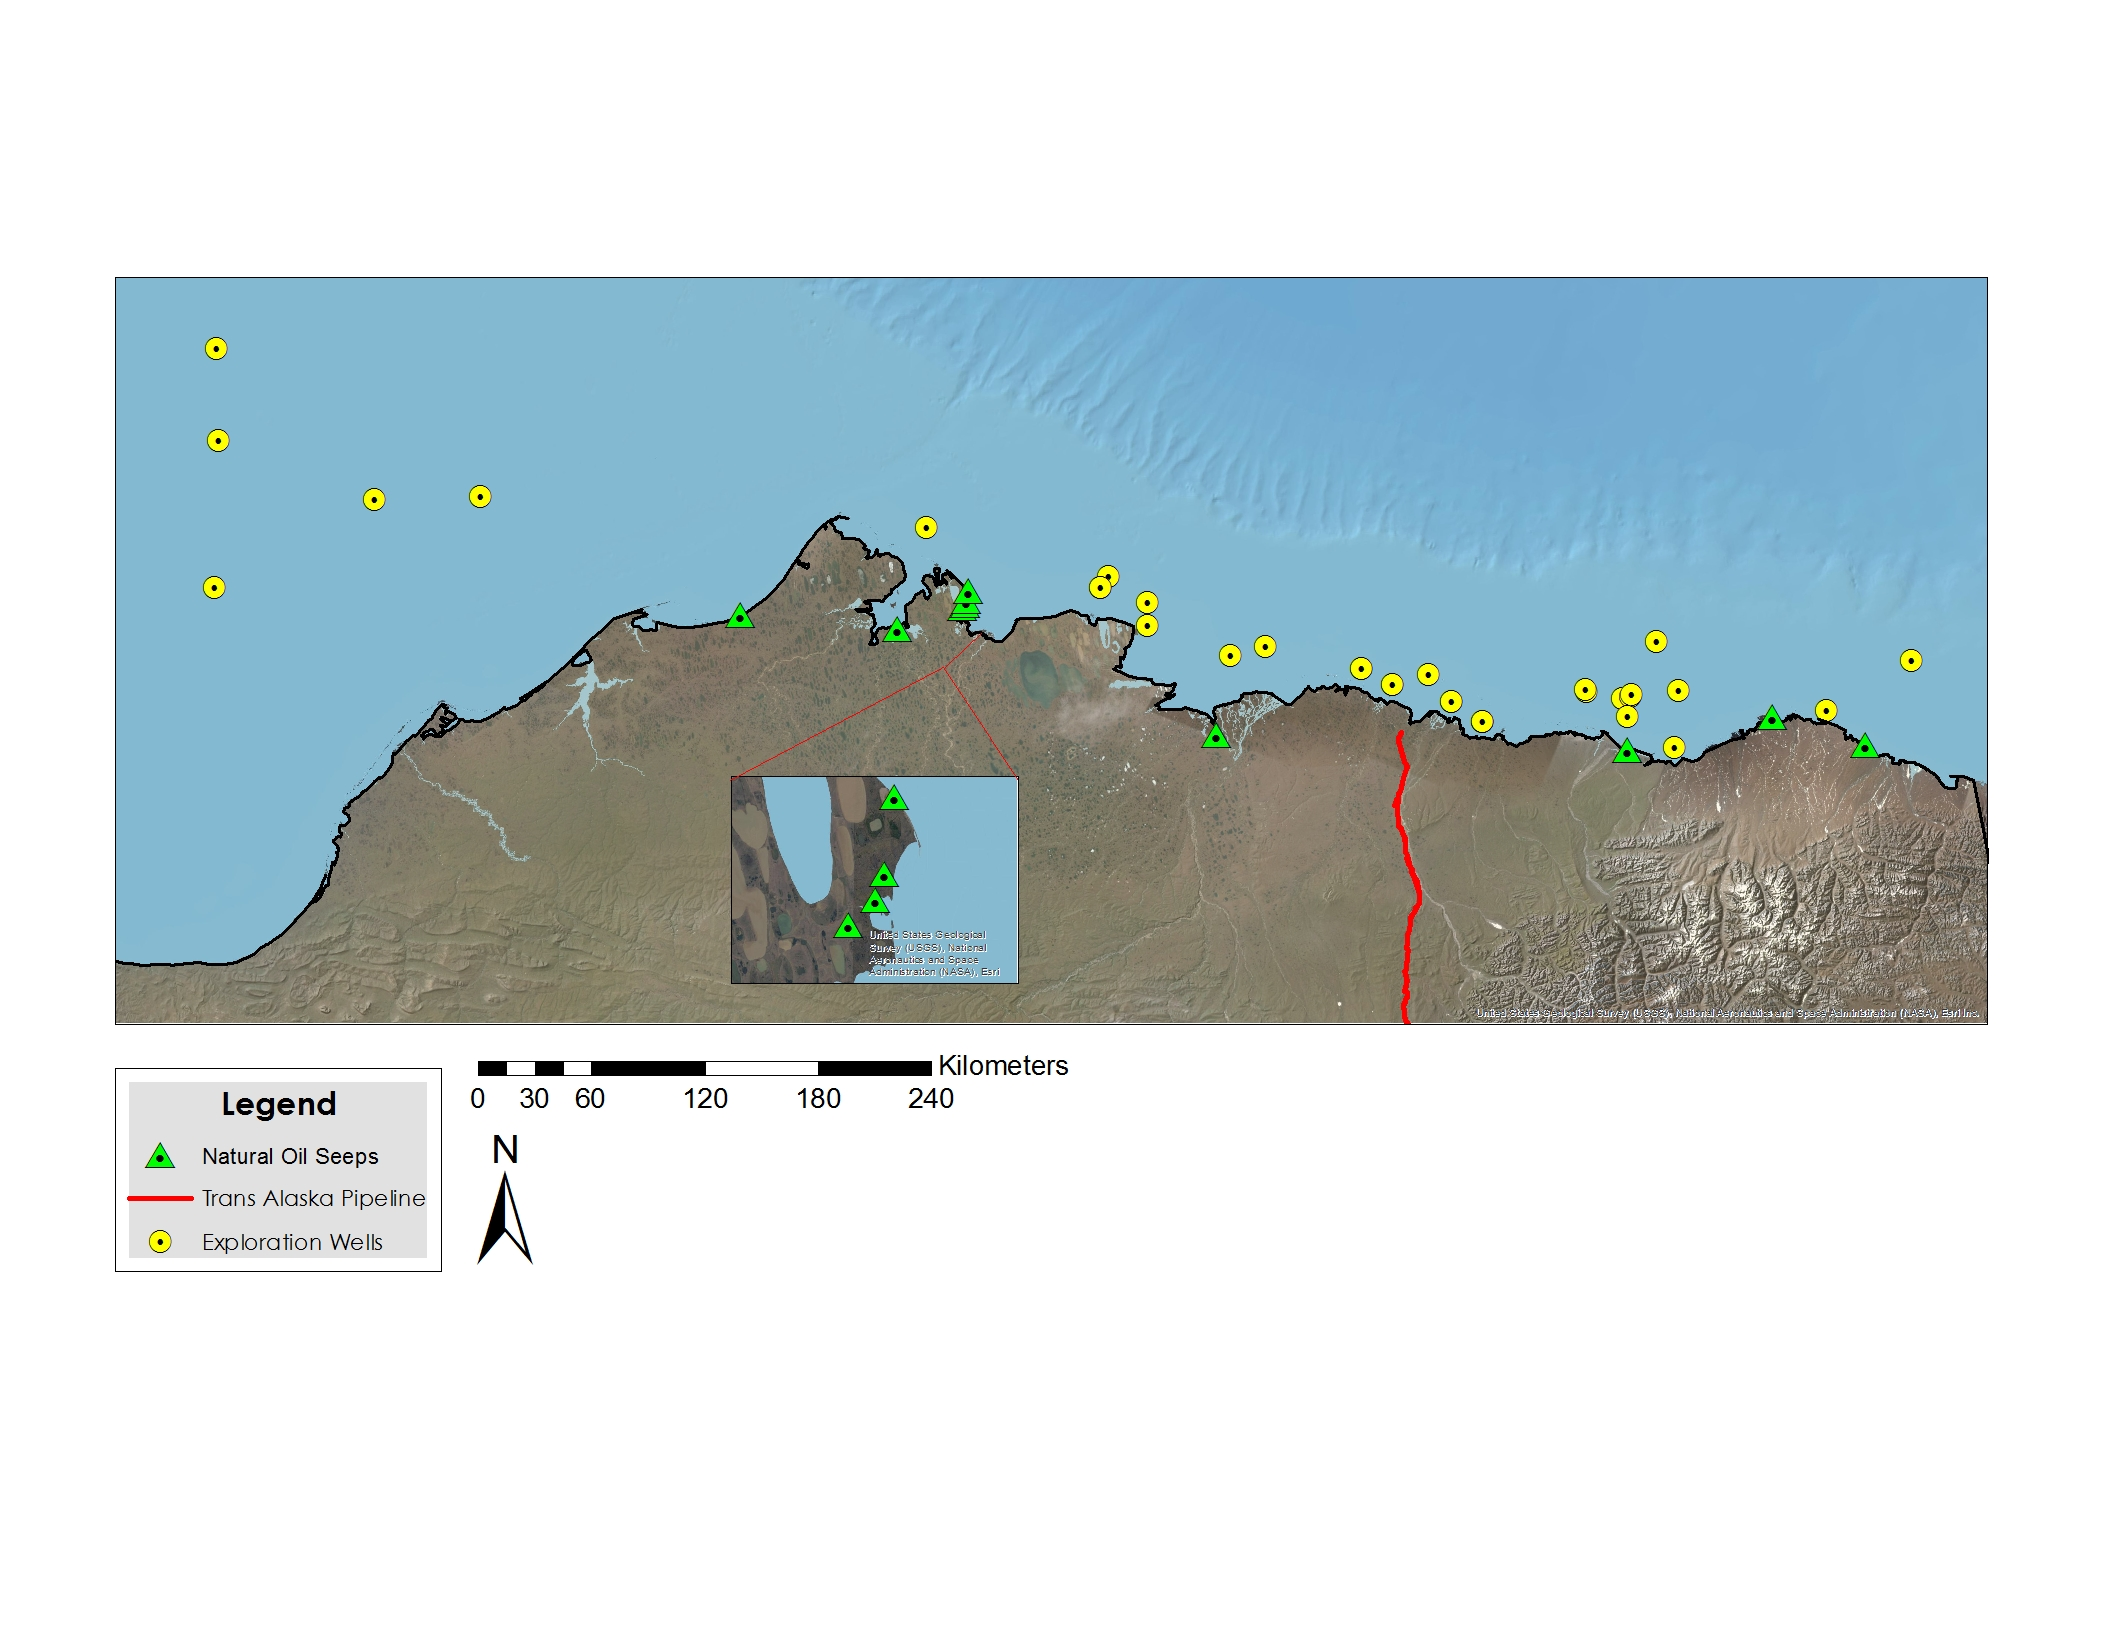 United States Geological
Survey (USGS), National
Aeronautics and Space
Administration (NASA), Esri
United States Geological Survey (USGS), National Aeronautics and Space Administration (NASA), Esri Inc.
Kilometers
0 30 60 120 180 240
N
Legend
Natural Oil Seeps
Trans Alaska Pipeline
Exploration Wells